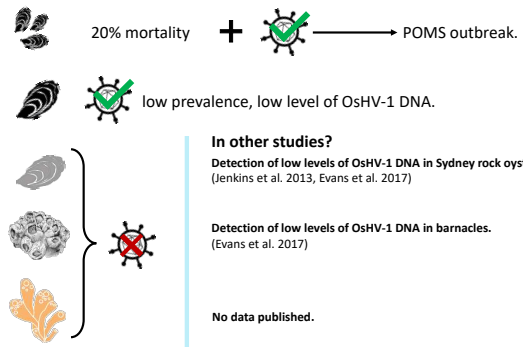 20% mortality + POMS outbreak.
low prevalence, low level of OsHV-1 DNA.
In other studies?
Detection of low levels of OsHV-1 DNA in Sydney rock oyst
(Jenkins et al. 2013, Evans et al. 2017)
Detection of low levels of OsHV-1 DNA in barnacles.
(Evans et al. 2017)
No data published.